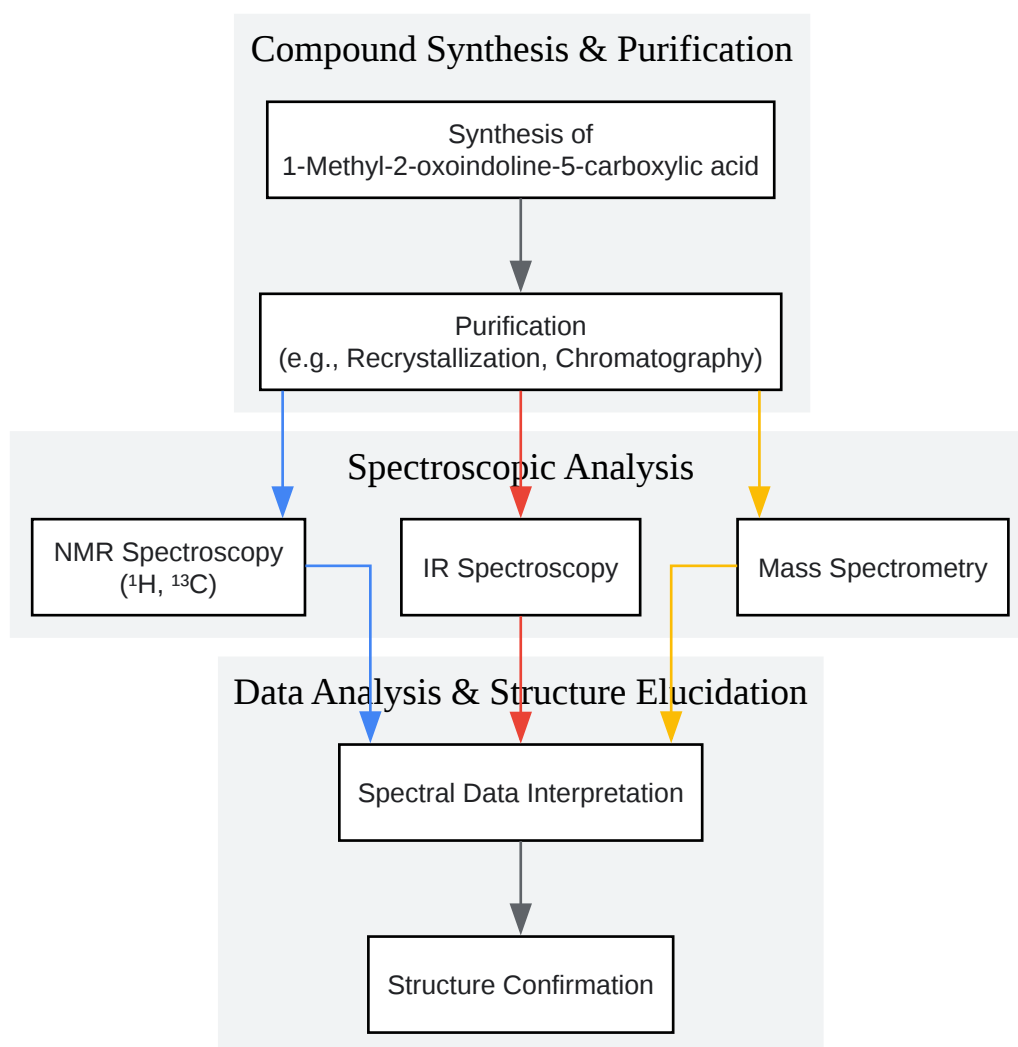 Compound Synthesis & Purification
Synthesis of
1-Methyl-2-oxoindoline-5-carboxylic acid
Purification
(e.g., Recrystallization, Chromatography)
Spectroscopic Analysis
NMR Spectroscopy
(¹H, ¹³C)
IR Spectroscopy
Mass Spectrometry
Data Analysis & Structure Elucidation
Spectral Data Interpretation
Structure Confirmation